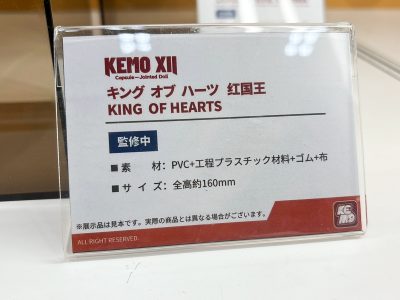 KEMO XII
Capsule—Jointed Doll
キング オブ ハーツ 红国王
KING OF HEARTS
監修中
■ 素　材：PVC+工程プラスチック材料+ゴム+布
■ サイズ：全高約160mm
※展示品は見本です。実際の商品とは異なる場合がございます。
ALL RIGHT RESERVED.
KEMO